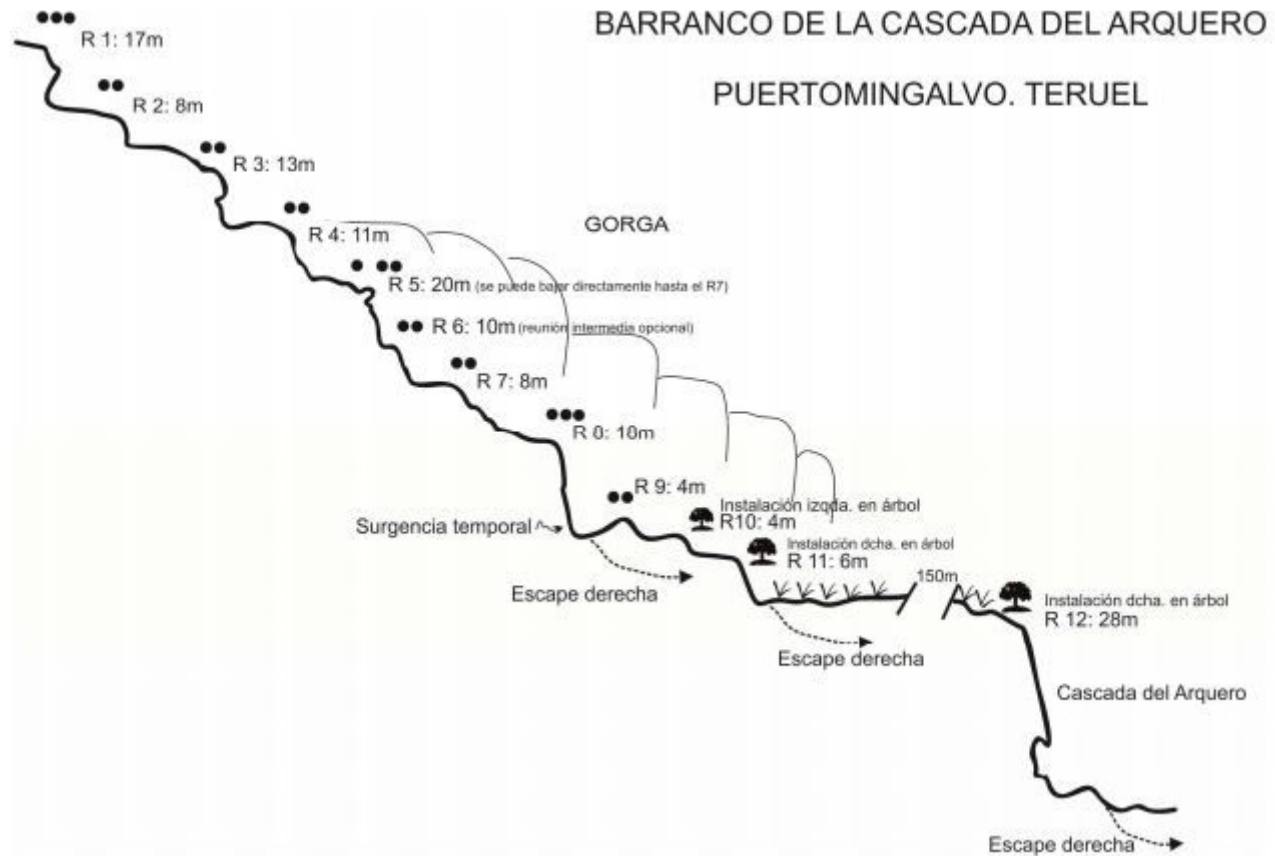 BARRANCO DE LA CASCADA DEL ARQUERO
PUERTOMINGALVO. TERUEL
R 1: 17m
R 2: 8m
R 3: 13m
R 4: 11m
GORGA
R 5: 20m (se puede bajar directamente hasta el R7)
R 6: 10m (reunión intermedia opcional)
R 7: 8m
R 0: 10m
R 9: 4m
Instalación izqda. en árbol
R10: 4m
Surgencia temporal
Instalación dcha. en árbol
R 11: 6m
Escape derecha
150m
Instalación dcha. en árbol
R 12: 28m
Escape derecha
Cascada del Arquero
Escape derecha